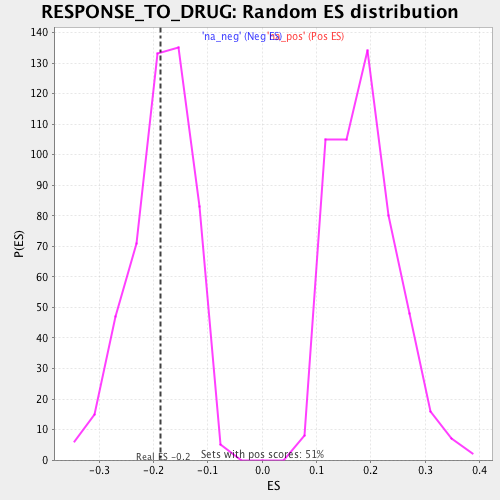 RESPONSE_TO_DRUG: Random ES distribution
'na_neg' (Neg ES) 'na_pos' (Pos ES)
140
130
120
110
100
90
80
70
60
50
40
30
20
10
0
P(ES)
Real ES -0.2
Sets with pos scores: 51%
-0.3 -0.2 -0.1 0.0 0.1 0.2 0.3 0.4
ES